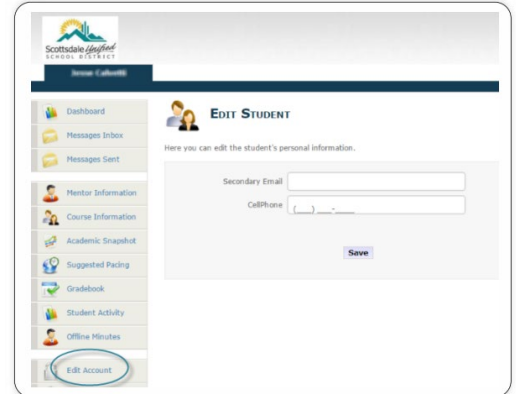 Scottsdale Unified
SCHOOL DISTRICT
Dashboard
Messages Inbox
Messages Sent
Mentor Information
Course Information
Academic Snapshot
Suggested Pacing
Gradebook
Student Activity
Offline Minutes
Edit Account
EDIT STUDENT
Here you can edit the student's personal information.
Secondary Email
CellPhone (___) ___-____
Save